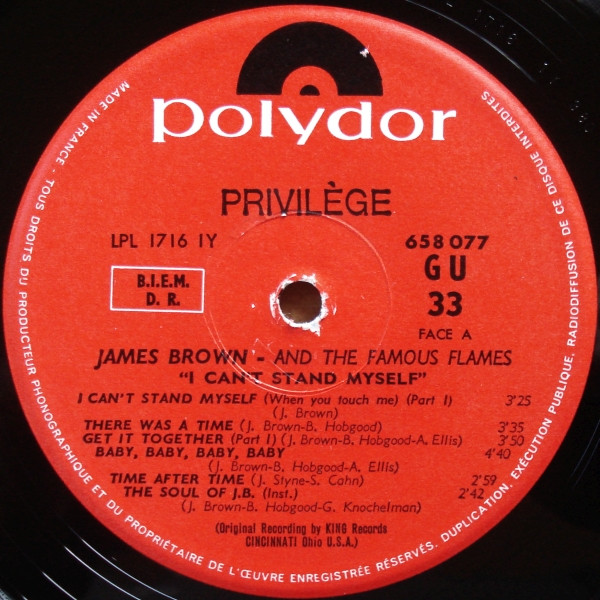 polydor
PRIVILÈGE
LPL 1716 1Y
658 077
B.I.E.M.
D. R.
G U
33
FACE A
JAMES BROWN - AND THE FAMOUS FLAMES
"I CAN'T STAND MYSELF"
I CAN'T STAND MYSELF (When you touch me) (Part I) 3'25
(J. Brown)
THERE WAS A TIME (J. Brown-B. Hobgood) 3'35
GET IT TOGETHER (Part I) (J. Brown-B. Hobgood-A. Ellis) 3'50
BABY, BABY, BABY, BABY 4'40
(J. Brown-B. Hobgood-A. Ellis)
TIME AFTER TIME (J. Styne-S. Cahn) 2'59
THE SOUL OF J.B. (Inst.) 2'42
(J. Brown-B. Hobgood-G. Knochelman)
(Original Recording by KING Records
CINCINNATI Ohio U.S.A.)
MADE IN FRANCE - TOUS DROITS DU PRODUCTEUR PHONOGRAPHIQUE ET DU PROPRIÉTAIRE DE L'ŒUVRE ENREGISTRÉE RÉSERVÉS. DUPLICATION, EXÉCUTION PUBLIQUE, RADIODIFFUSION DE CE DISQUE INTERDITES